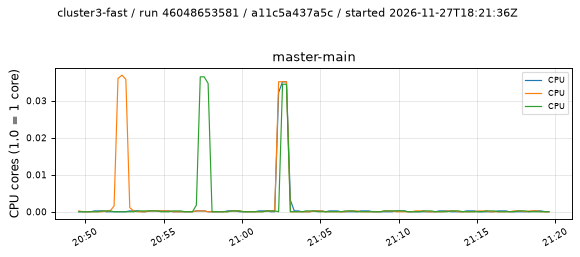 cluster3-fast / run 46048653581 / a11c5a437a5c / started 2026-11-27T18:21:36Z
master-main
CPU cores (1.0 = 1 core)
0.03
0.02
0.01
0.00
CPU
CPU
CPU
20:50
20:55
21:00
21:05
21:10
21:15
21:20